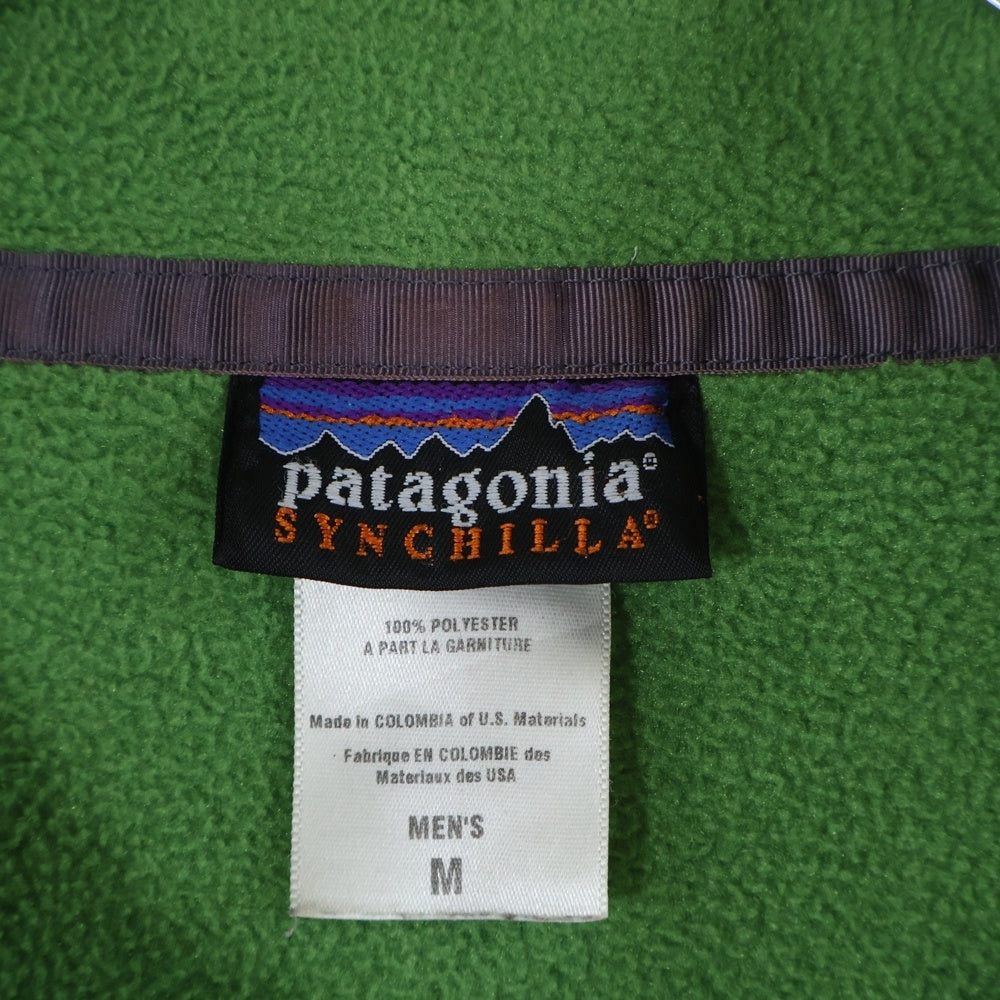 patagonia®
SYNCHILLA®
100% POLYESTER
A PART LA GARNITURE
Made in COLOMBIA of U.S. Materials
Fabrique EN COLOMBIE des
Materiaux des USA
MEN'S
M